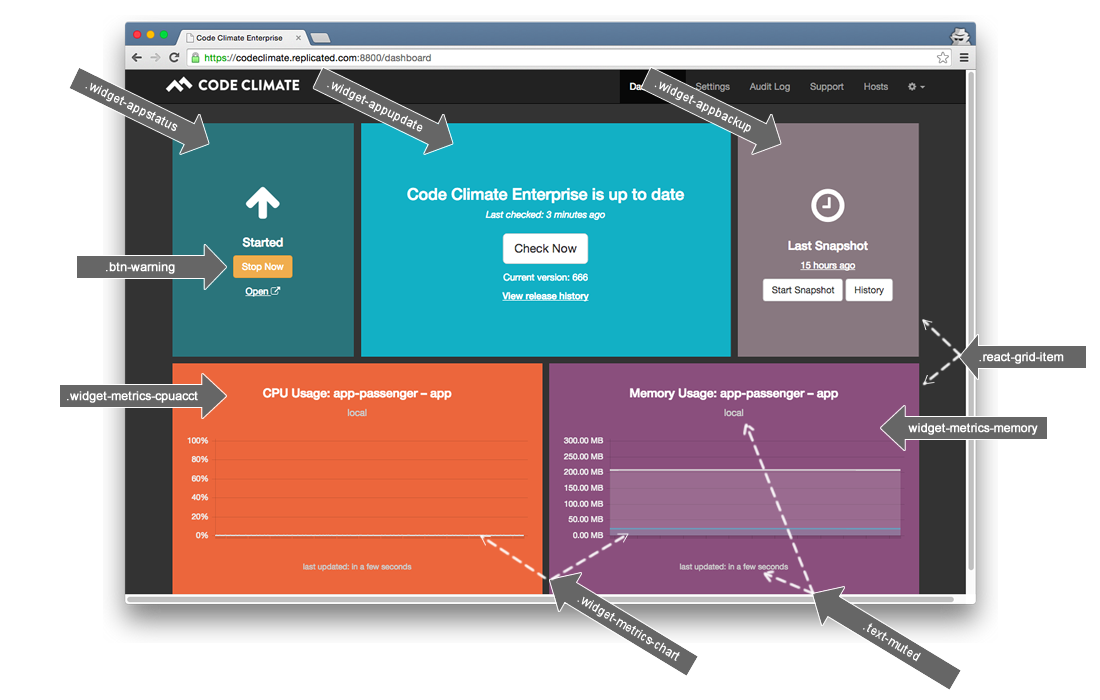 Code Climate Enterprise
https://codeclimate.replicated.com:8800/dashboard
CODE CLIMATE
Settings
Audit Log
Support
Hosts
.widget-appstatus
.widget-appupdate
.widget-appbackup
Started
Stop Now
Open
.btn-warning
Code Climate Enterprise is up to date
Last checked: 3 minutes ago
Check Now
Current version: 666
View release history
Last Snapshot
15 hours ago
Start Snapshot
History
.react-grid-item
.widget-metrics-cpuacct
CPU Usage: app-passenger – app
local
100%
80%
60%
40%
20%
0%
last updated: in a few seconds
Memory Usage: app-passenger – app
local
widget-metrics-memory
300.00 MB
250.00 MB
200.00 MB
150.00 MB
100.00 MB
50.00 MB
0.00 MB
last updated: in a few seconds
.widget-metrics-chart
.text-muted